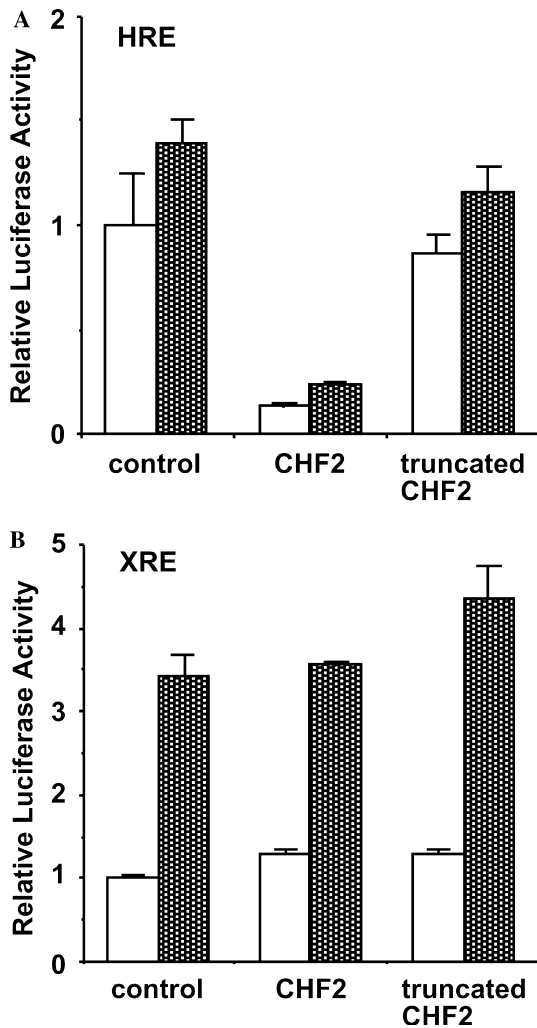 A
HRE
Relative Luciferase Activity
2
1
0
control
CHF2
truncated
CHF2
B
XRE
Relative Luciferase Activity
5
4
3
2
1
0
control
CHF2
truncated
CHF2